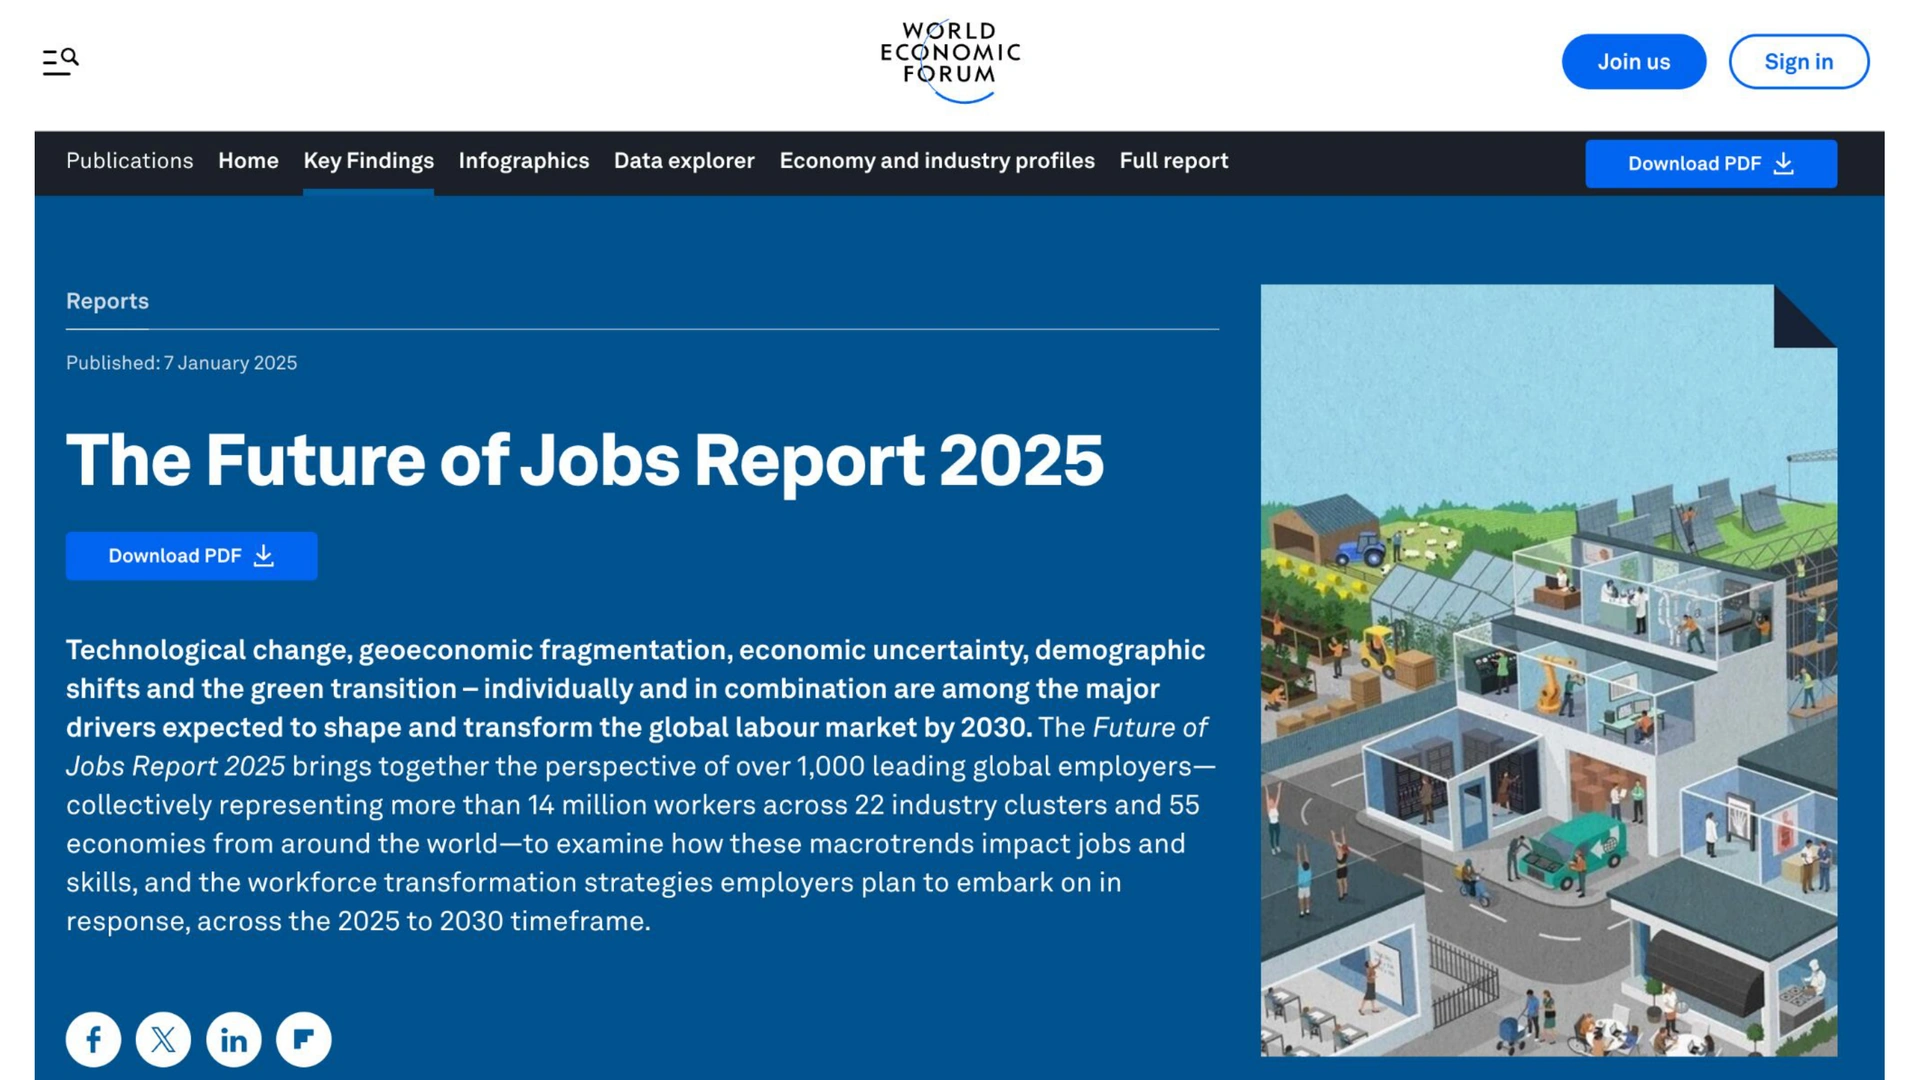 WORLD
ECONOMIC
FORUM
Join us
Sign in
Publications Home Key Findings Infographics Data explorer Economy and industry profiles Full report Download PDF
Reports
Published: 7 January 2025
The Future of Jobs Report 2025
Download PDF
Technological change, geoeconomic fragmentation, economic uncertainty, demographic
shifts and the green transition – individually and in combination are among the major
drivers expected to shape and transform the global labour market by 2030. The Future of
Jobs Report 2025 brings together the perspective of over 1,000 leading global employers—
collectively representing more than 14 million workers across 22 industry clusters and 55
economies from around the world—to examine how these macrotrends impact jobs and
skills, and the workforce transformation strategies employers plan to embark on in
response, across the 2025 to 2030 timeframe.